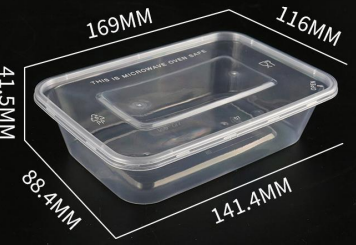 169MM
116MM
THIS IS MICROWAVE OVEN SAFE
41.5MM
88.4MM
141.4MM